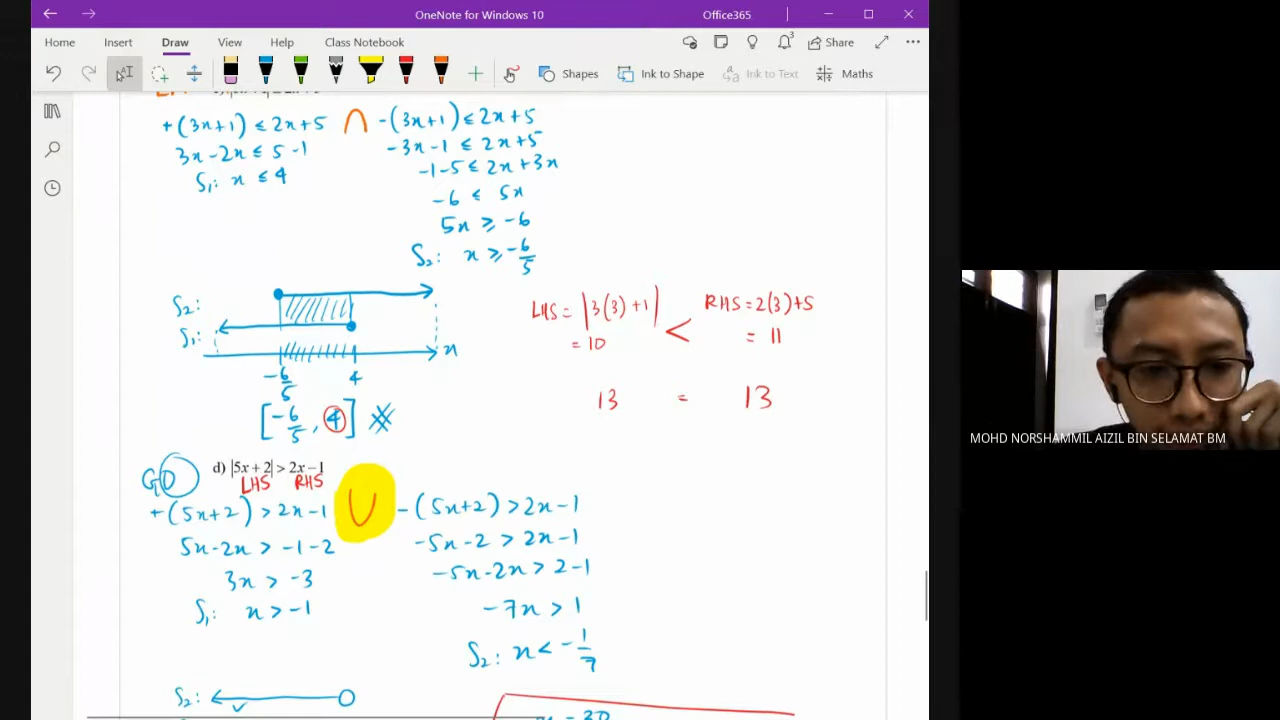 OneNote for Windows 10
Office365
Home Insert Draw View Help Class Notebook
3
Share
Shapes Ink to Shape Ink to Text Maths
+(3x+1) ≤ 2x+5 ∩ -(3x+1) ≤ 2x+5
3x-2x ≤ 5-1
-3x-1 ≤ 2x+5
S₁: x ≤ 4
-1-5 ≤ 2x+3x
-6 ≤ 5x
5x ≥ -6
S₂: x ≥ -6/5
S₂:
S₁:
x
-6/5 4
[-6/5, 4]
LHS = |3(3)+1| < RHS = 2(3)+5
= 10 = 11
13 = 13
MOHD NORSHAMMIL AIZIL BIN SELAMAT BM
GO d) |5x + 2| > 2x - 1
LHS RHS
+(5x+2) > 2x-1 ∪ -(5x+2) > 2x-1
5x-2x > -1-2
-5x-2 > 2x-1
3x > -3
-5x-2x > 2-1
S₁: x > -1
-7x > 1
S₂: x < -1/7
S₂: